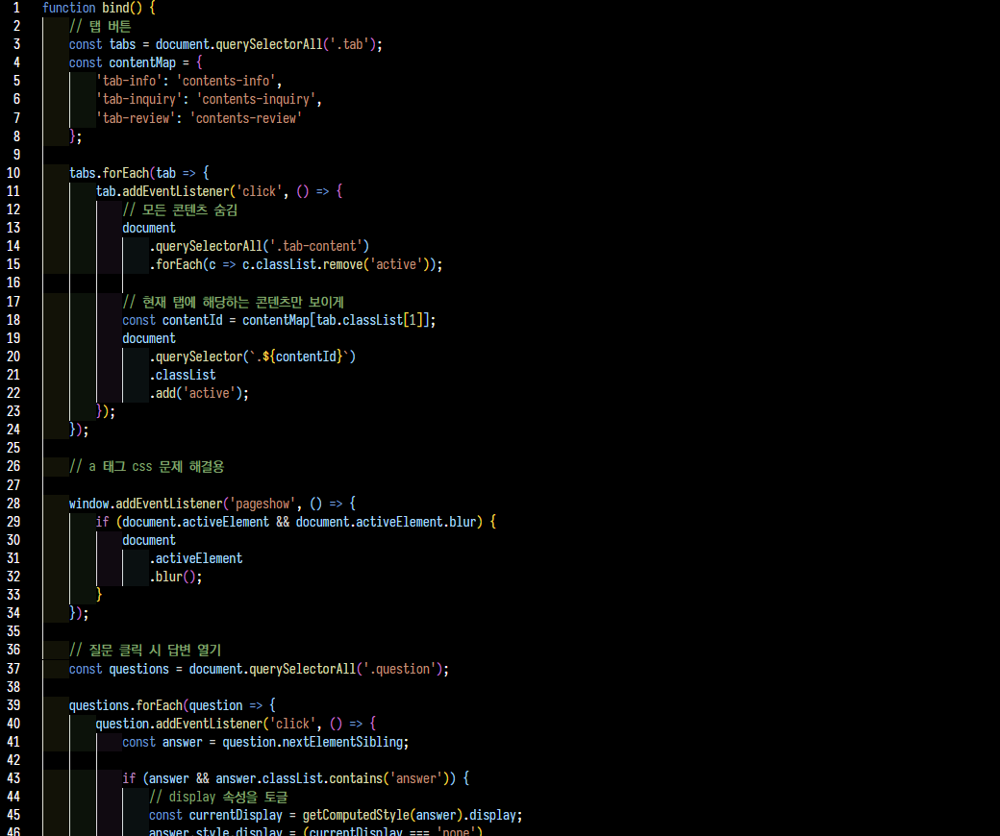 1 function bind() {
2 // 탭 버튼
3 const tabs = document.querySelectorAll('.tab');
4 const contentMap = {
5 'tab-info': 'contents-info',
6 'tab-inquiry': 'contents-inquiry',
7 'tab-review': 'contents-review'
8 };
9
10 tabs.forEach(tab => {
11 tab.addEventListener('click', () => {
12 // 모든 콘텐츠 숨김
13 document
14 .querySelectorAll('.tab-content')
15 .forEach(c => c.classList.remove('active'));
16
17 // 현재 탭에 해당하는 콘텐츠만 보이게
18 const contentId = contentMap[tab.classList[1]];
19 document
20 .querySelector(`.${contentId}`)
21 .classList
22 .add('active');
23 });
24 });
25
26 // a 태그 css 문제 해결용
27
28 window.addEventListener('pageshow', () => {
29 if (document.activeElement && document.activeElement.blur) {
30 document
31 .activeElement
32 .blur();
33 }
34 });
35
36 // 질문 클릭 시 답변 열기
37 const questions = document.querySelectorAll('.question');
38
39 questions.forEach(question => {
40 question.addEventListener('click', () => {
41 const answer = question.nextElementSibling;
42
43 if (answer && answer.classList.contains('answer')) {
44 // display 속성을 토글
45 const currentDisplay = getComputedStyle(answer).display;
46 answer.style.display = (currentDisplay === 'none')